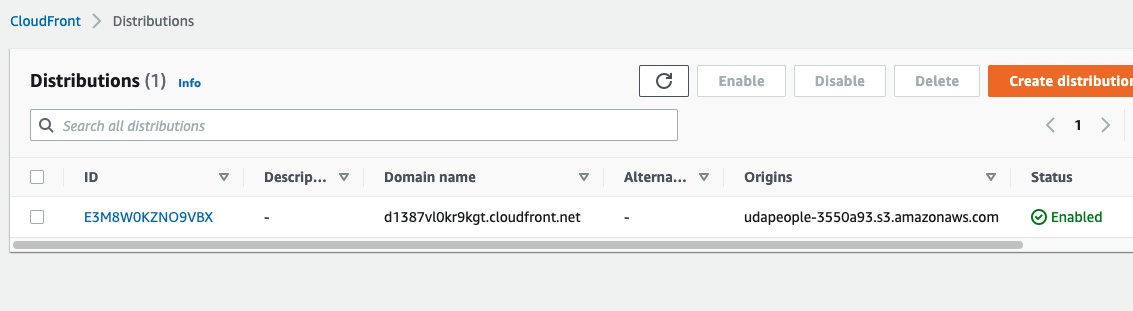 CloudFront > Distributions
Distributions (1) Info
Enable Disable Delete Create distribution
Search all distributions
1
ID Descrip... Domain name Alterna... Origins Status
E3M8W0KZNO9VBX - d1387vl0kr9kgt.cloudfront.net - udapeople-3550a93.s3.amazonaws.com Enabled